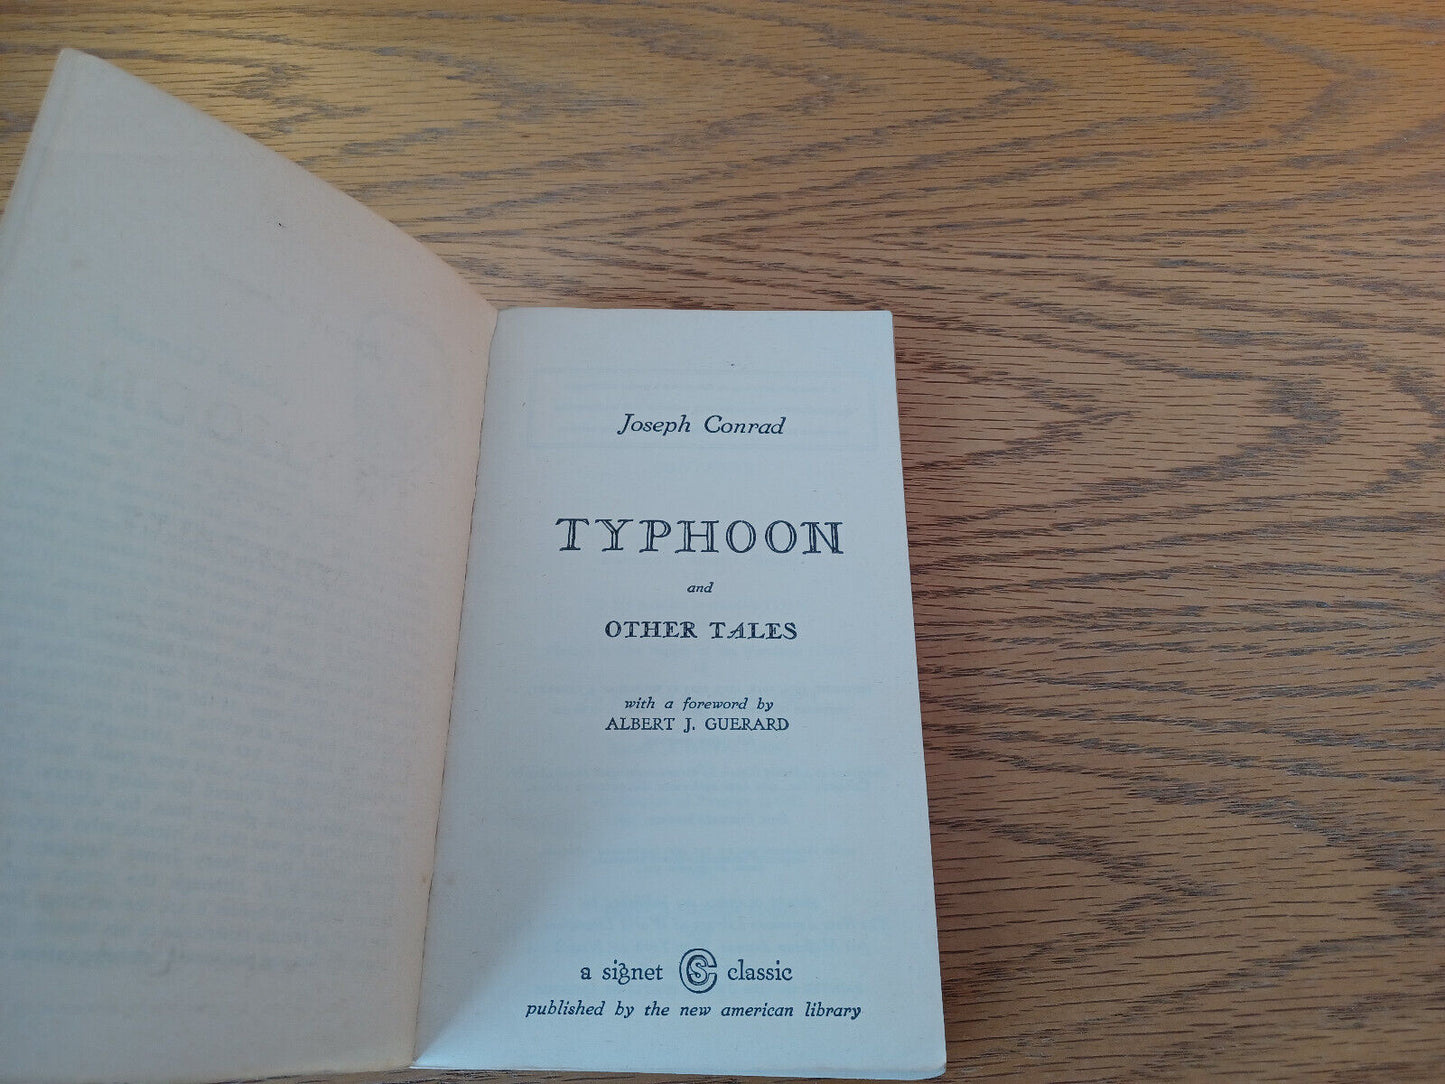 Joseph Conrad
TYPHOON
and
OTHER TALES
with a foreword by
ALBERT J. GUERARD
a signet CS classic
published by the new american library